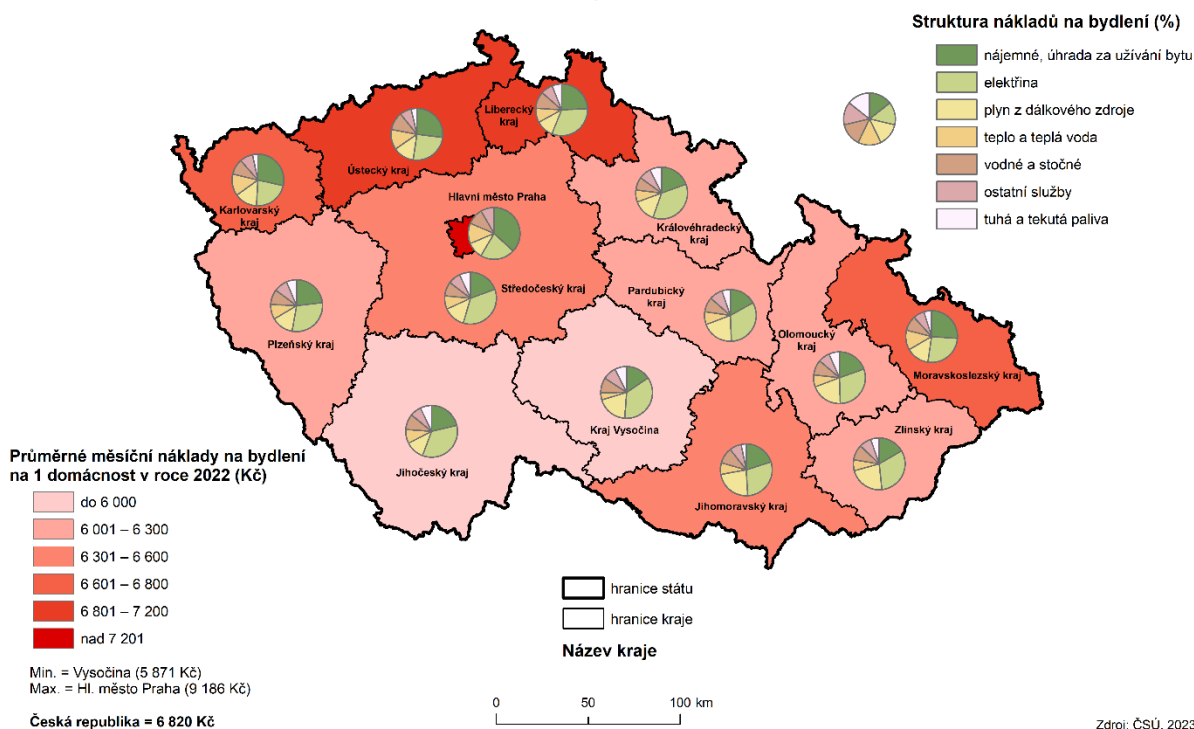 Struktura nákladů na bydlení (%)
nájemné, úhrada za užívání bytu
elektřina
plyn z dálkového zdroje
teplo a teplá voda
vodné a stočné
ostatní služby
tuhá a tekutá paliva
Liberecký
kraj
Ústecký kraj
Karlovarský
kraj
Hlavní město Praha
Královéhradecký
kraj
Středočeský kraj
Pardubický
kraj
Plzeňský kraj
Olomoucký
kraj
Moravskoslezský kraj
Kraj Vysočina
Zlínský kraj
Jihočeský kraj
Jihomoravský kraj
Průměrné měsíční náklady na bydlení
na 1 domácnost v roce 2022 (Kč)
do 6 000
6 001 – 6 300
6 301 – 6 600
6 601 – 6 800
6 801 – 7 200
nad 7 201
Min. = Vysočina (5 871 Kč)
Max. = Hl. město Praha (9 186 Kč)
Česká republika = 6 820 Kč
hranice státu
hranice kraje
Název kraje
0 50 100 km
Zdroj: ČSÚ, 2023